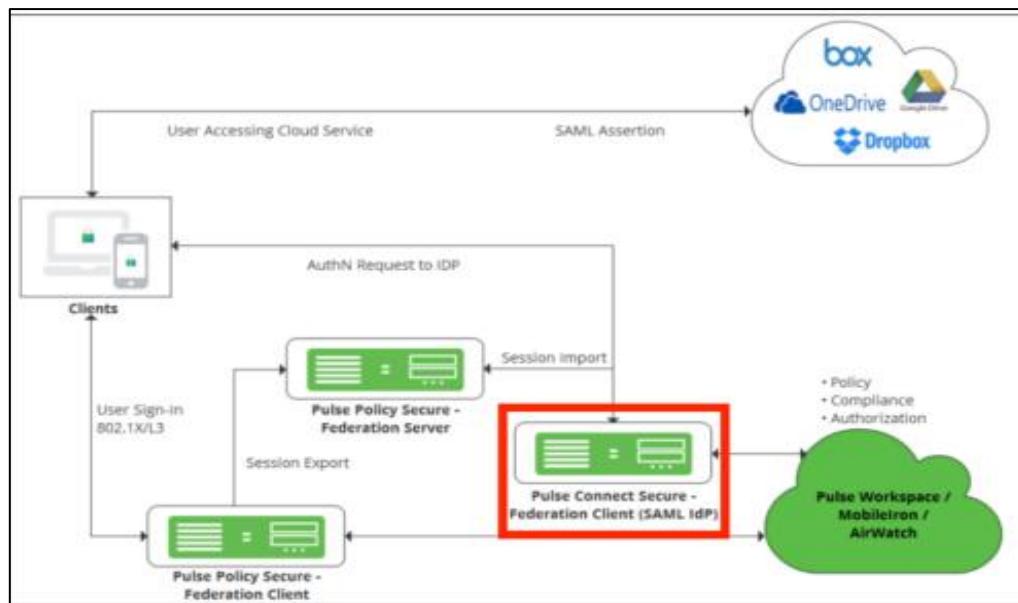 box
OneDrive
Google Drive
Dropbox
User Accessing Cloud Service
SAML Assertion
AuthN Request to IDP
Clients
Session Import
Pulse Policy Secure -
Federation Server
• Policy
• Compliance
• Authorization
User Sign-in
802.1X/L3
Session Export
Pulse Connect Secure -
Federation Client (SAML IdP)
Pulse Workspace /
MobileIron /
AirWatch
Pulse Policy Secure -
Federation Client